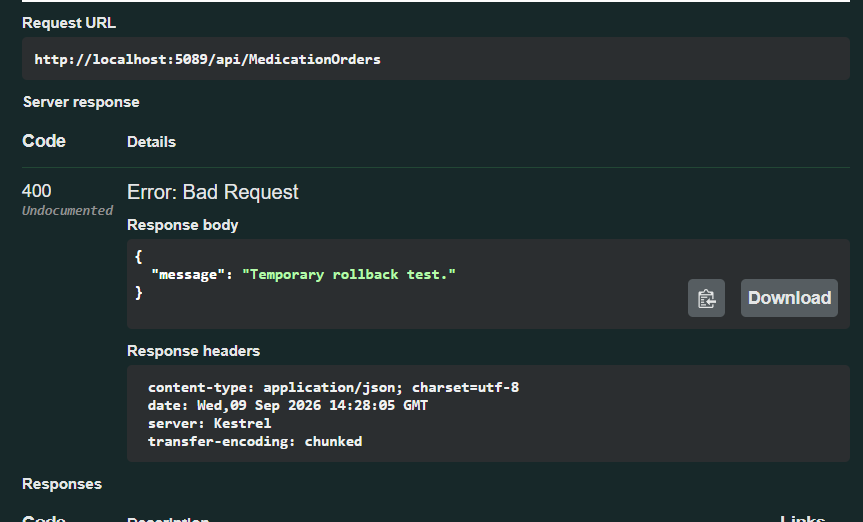 Request URL
http://localhost:5089/api/MedicationOrders
Server response
Code Details
400 Error: Bad Request
Undocumented
Response body
{
"message": "Temporary rollback test."
}
Download
Response headers
content-type: application/json; charset=utf-8
date: Wed,09 Sep 2026 14:28:05 GMT
server: Kestrel
transfer-encoding: chunked
Responses
Code Description Links